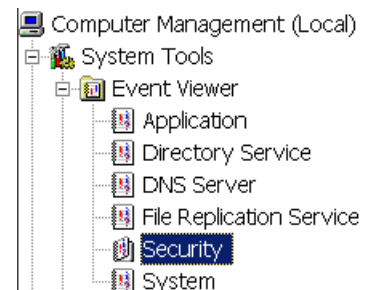 Computer Management (Local)
System Tools
Event Viewer
Application
Directory Service
DNS Server
File Replication Service
Security
System